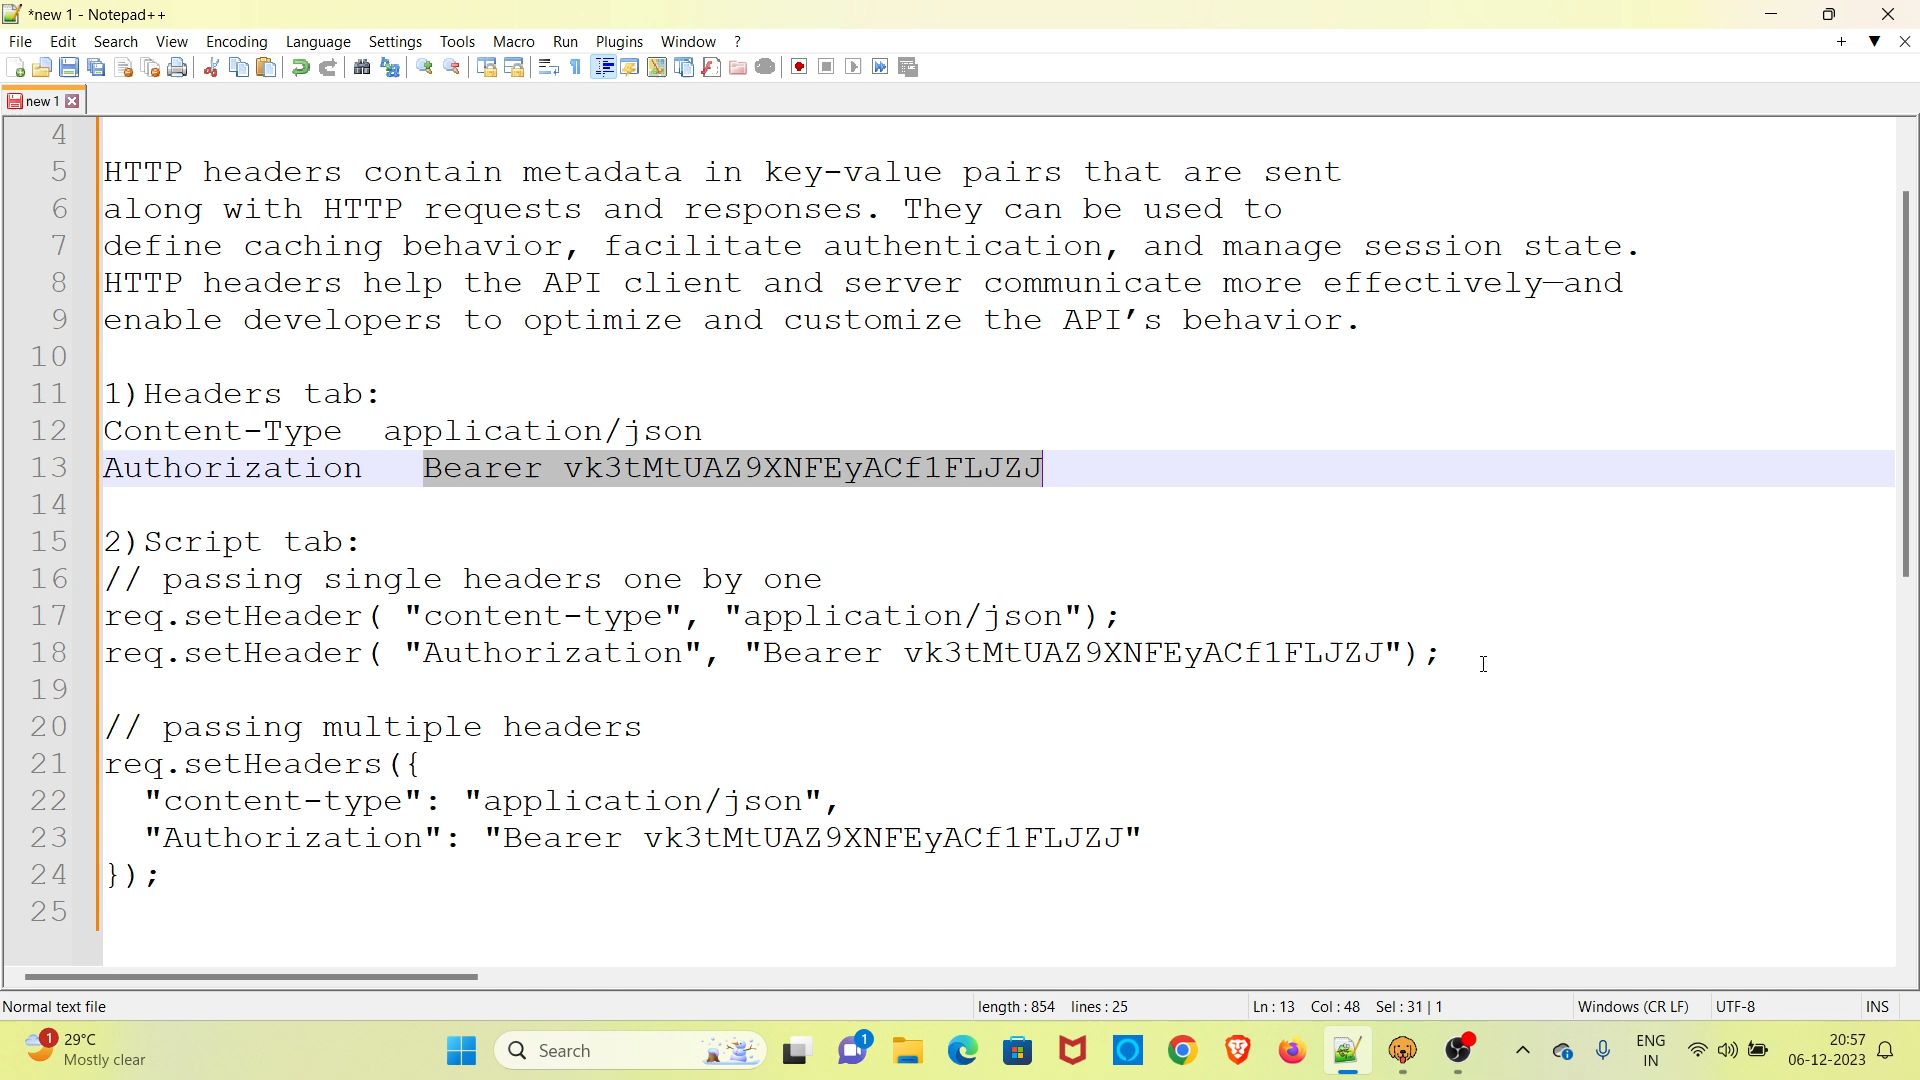 *new 1 - Notepad++
File Edit Search View Encoding Language Settings Tools Macro Run Plugins Window ?
new 1
4
5 HTTP headers contain metadata in key-value pairs that are sent
6 along with HTTP requests and responses. They can be used to
7 define caching behavior, facilitate authentication, and manage session state.
8 HTTP headers help the API client and server communicate more effectively—and
9 enable developers to optimize and customize the API’s behavior.
10
11 1)Headers tab:
12 Content-Type application/json
13 Authorization Bearer vk3tMtUAZ9XNFEyACf1FLJZJ
14
15 2)Script tab:
16 // passing single headers one by one
17 req.setHeader( "content-type", "application/json");
18 req.setHeader( "Authorization", "Bearer vk3tMtUAZ9XNFEyACf1FLJZJ");
19
20 // passing multiple headers
21 req.setHeaders({
22 "content-type": "application/json",
23 "Authorization": "Bearer vk3tMtUAZ9XNFEyACf1FLJZJ"
24 });
25
Normal text file length : 854 lines : 25 Ln : 13 Col : 48 Sel : 31 | 1 Windows (CR LF) UTF-8 INS
1 29°C
Mostly clear
Search
1
ENG
IN
20:57
06-12-2023